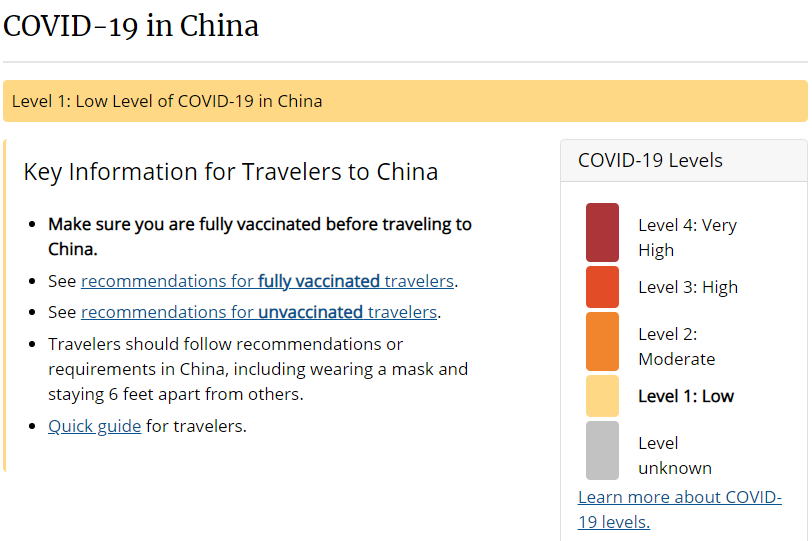 COVID-19 in China
Level 1: Low Level of COVID-19 in China
Key Information for Travelers to China
Make sure you are fully vaccinated before traveling to
China.
See recommendations for fully vaccinated travelers.
See recommendations for unvaccinated travelers.
Travelers should follow recommendations or
requirements in China, including wearing a mask and
staying 6 feet apart from others.
Quick guide for travelers.
COVID-19 Levels
Level 4: Very
High
Level 3: High
Level 2:
Moderate
Level 1: Low
Level
unknown
Learn more about COVID-
19 levels.